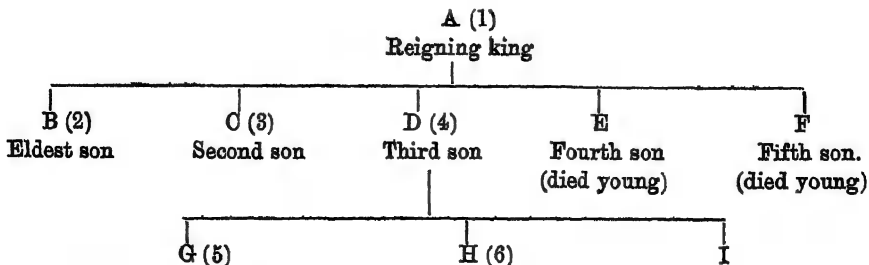 A (1)
Reigning king
B (2) C (3) D (4) E F
Eldest son Second son Third son Fourth son Fifth son.
(died young) (died young)
G (5) H (6) I